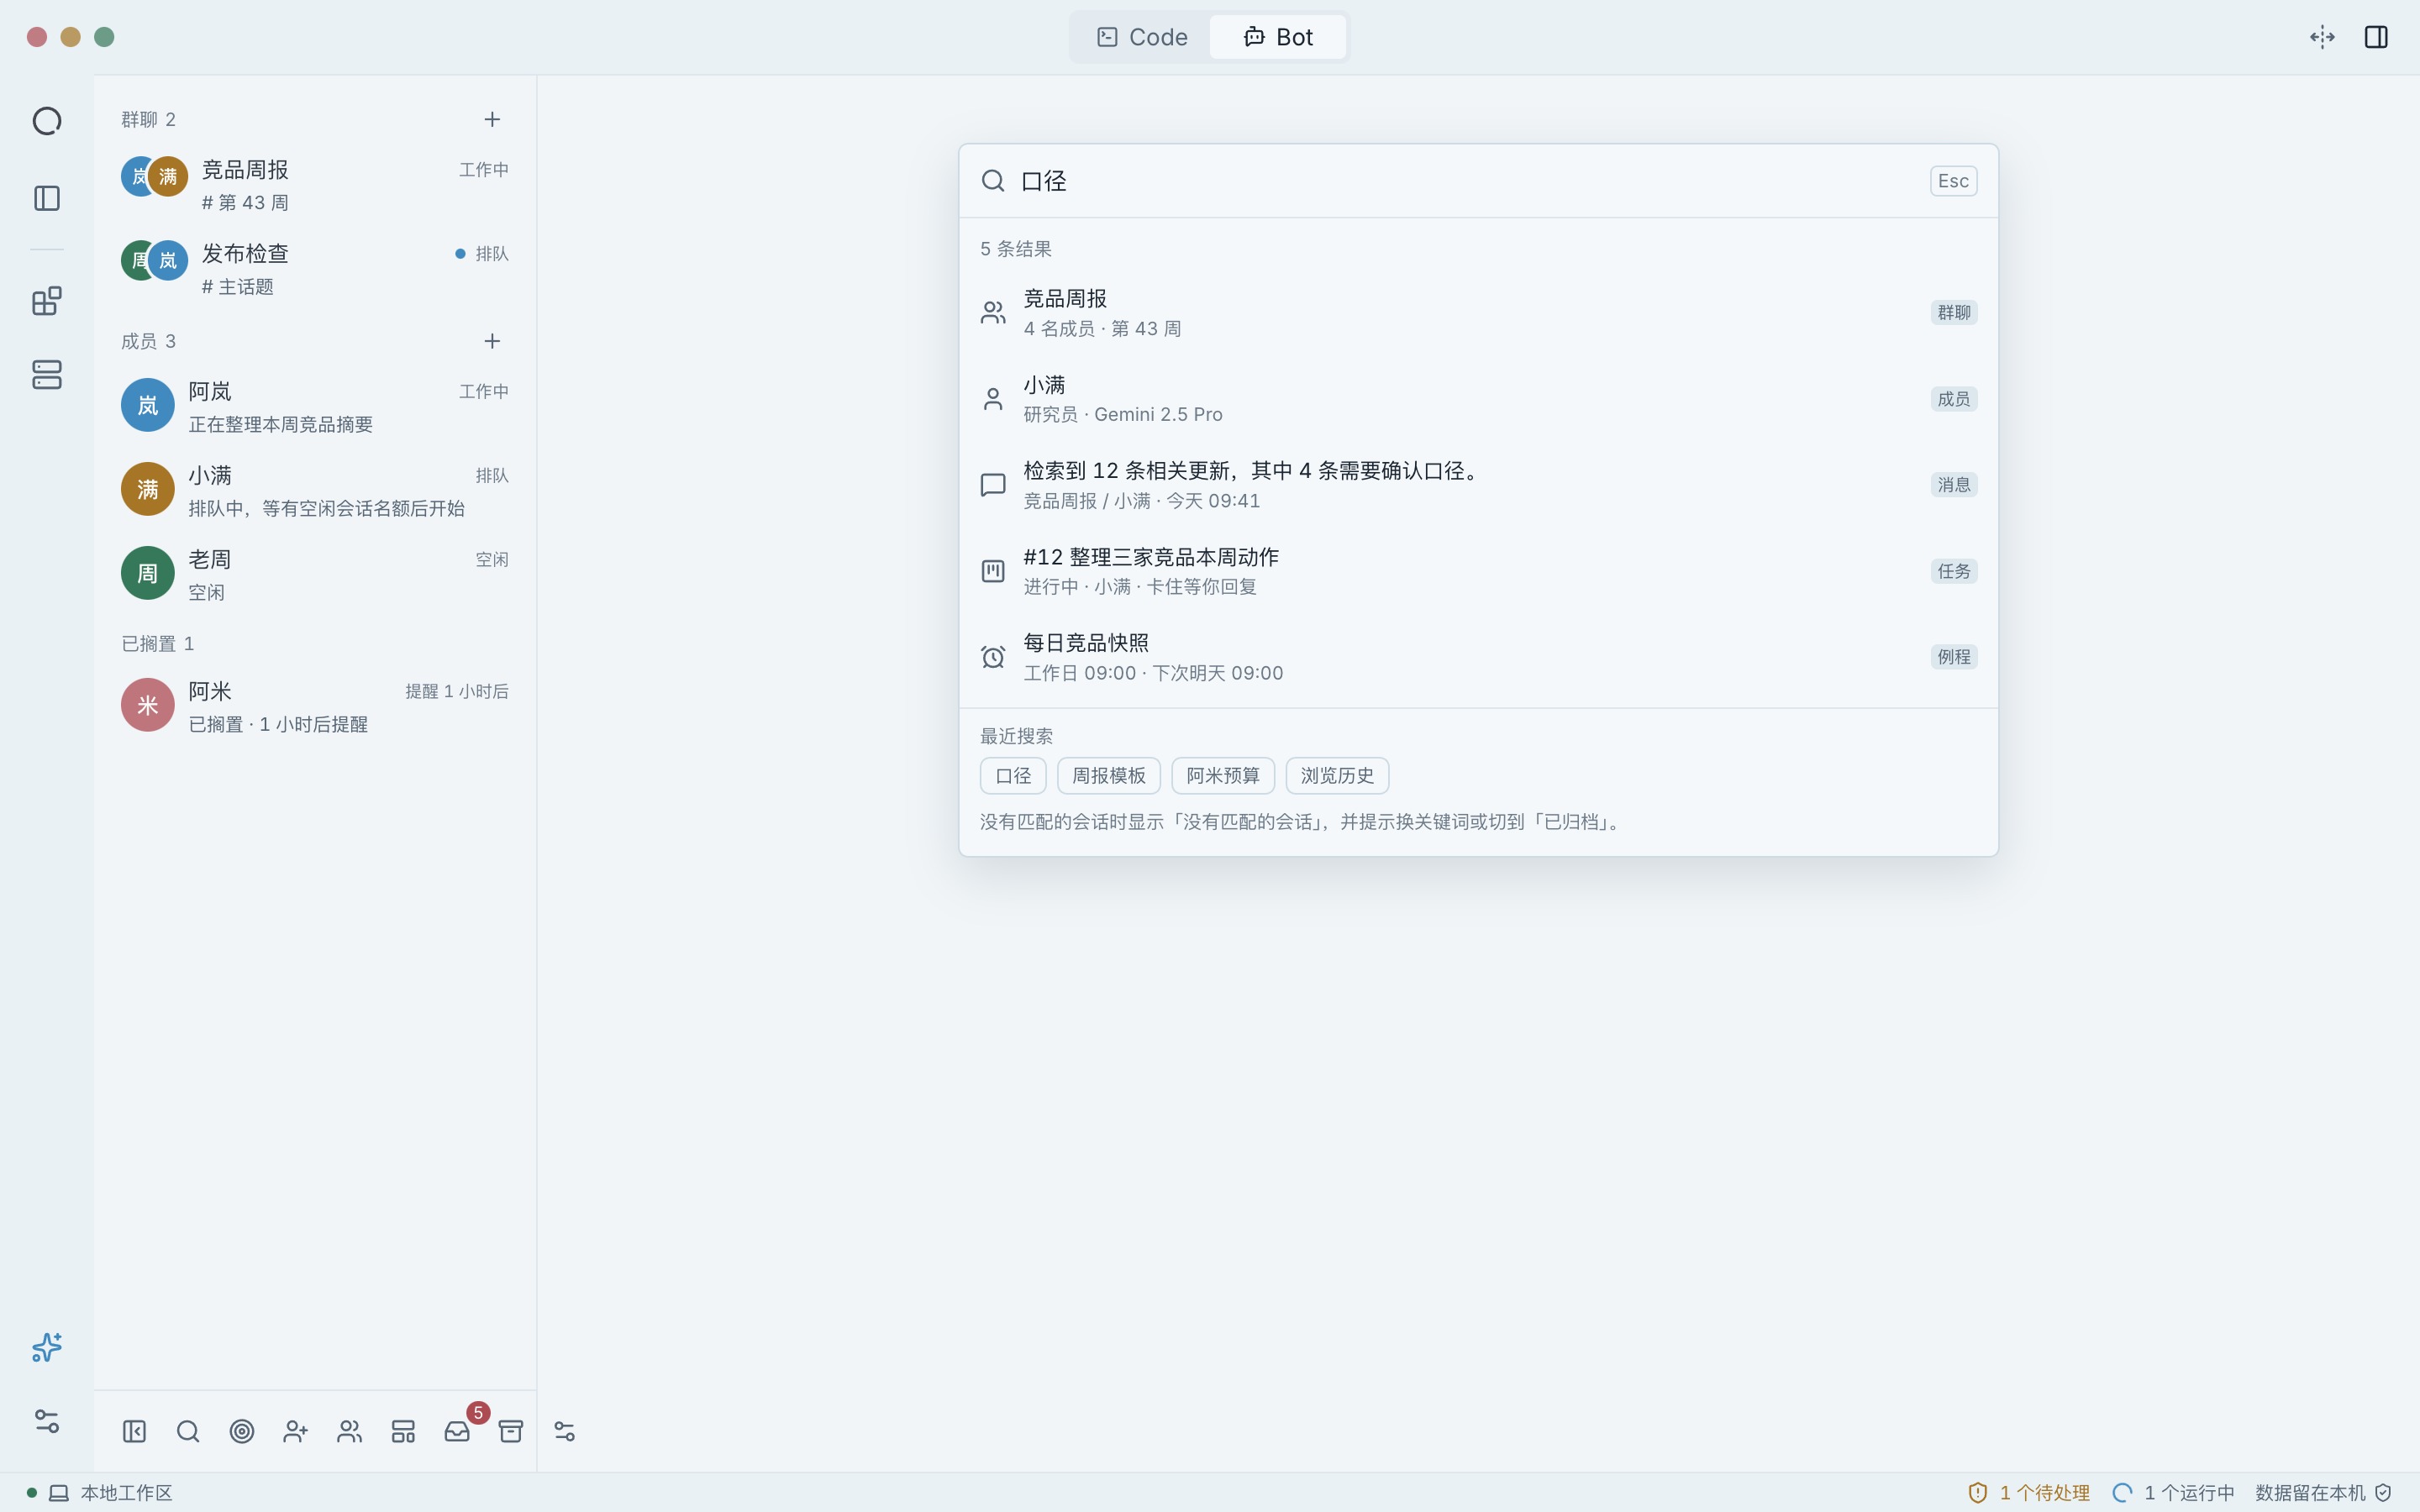 Code
Bot
群聊 2
岚 满 竞品周报 工作中
# 第 43 周
周 岚 发布检查 排队
# 主话题
成员 3
岚 阿岚 工作中
正在整理本周竞品摘要
满 小满 排队
排队中，等有空闲会话名额后开始
周 老周 空闲
空闲
已搁置 1
米 阿米 提醒 1 小时后
已搁置 · 1 小时后提醒
5
口径 Esc
5 条结果
竞品周报
4 名成员 · 第 43 周
群聊
小满
研究员 · Gemini 2.5 Pro
成员
检索到 12 条相关更新，其中 4 条需要确认口径。
竞品周报 / 小满 · 今天 09:41
消息
#12 整理三家竞品本周动作
进行中 · 小满 · 卡住等你回复
任务
每日竞品快照
工作日 09:00 · 下次明天 09:00
例程
最近搜索
口径 周报模板 阿米预算 浏览历史
没有匹配的会话时显示「没有匹配的会话」，并提示换关键词或切到「已归档」。
本地工作区
1 个待处理 1 个运行中 数据留在本机